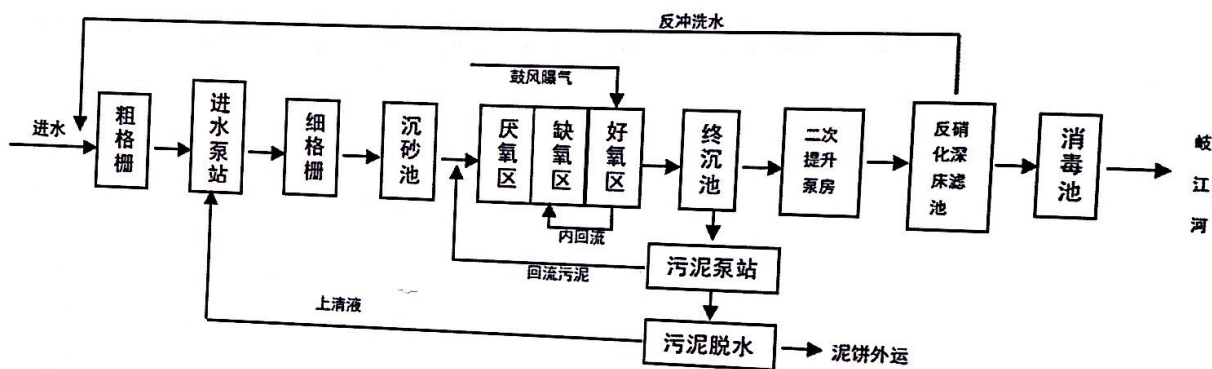 反冲洗水
鼓风曝气
进水
粗格栅
进水泵站
细格栅
沉砂池
厌氧区
缺氧区
好氧区
终沉池
二次
提升
泵房
反硝
化深
床滤
池
消毒池
岐江河
内回流
回流污泥
污泥泵站
上清液
污泥脱水
泥饼外运